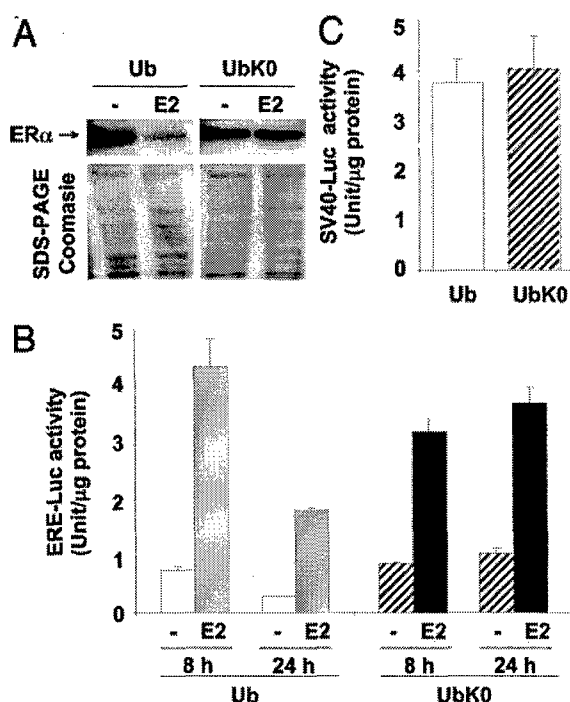 A
Ub UbK0
- E2 - E2
ERα →
SDS-PAGE
Coomasie
C
SV40-Luc activity
(Unit/µg protein)
5
4
3
2
1
0
Ub UbK0
B
ERE-Luc activity
(Unit/µg protein)
5
4
3
2
1
0
- E2 - E2 - E2 - E2
8 h 24 h 8 h 24 h
Ub UbK0